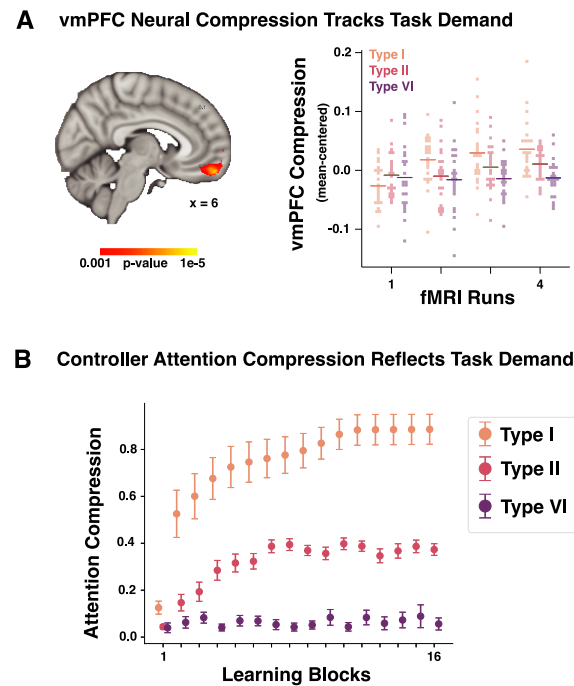 A vmPFC Neural Compression Tracks Task Demand
x = 6
0.001 p-value 1e-5
vmPFC Compression
(mean-centered)
0.2
0.1
0.0
-0.1
Type I
Type II
Type VI
1
4
fMRI Runs
B Controller Attention Compression Reflects Task Demand
Attention Compression
0.8
0.6
0.4
0.2
0.0
1
16
Learning Blocks
Type I
Type II
Type VI